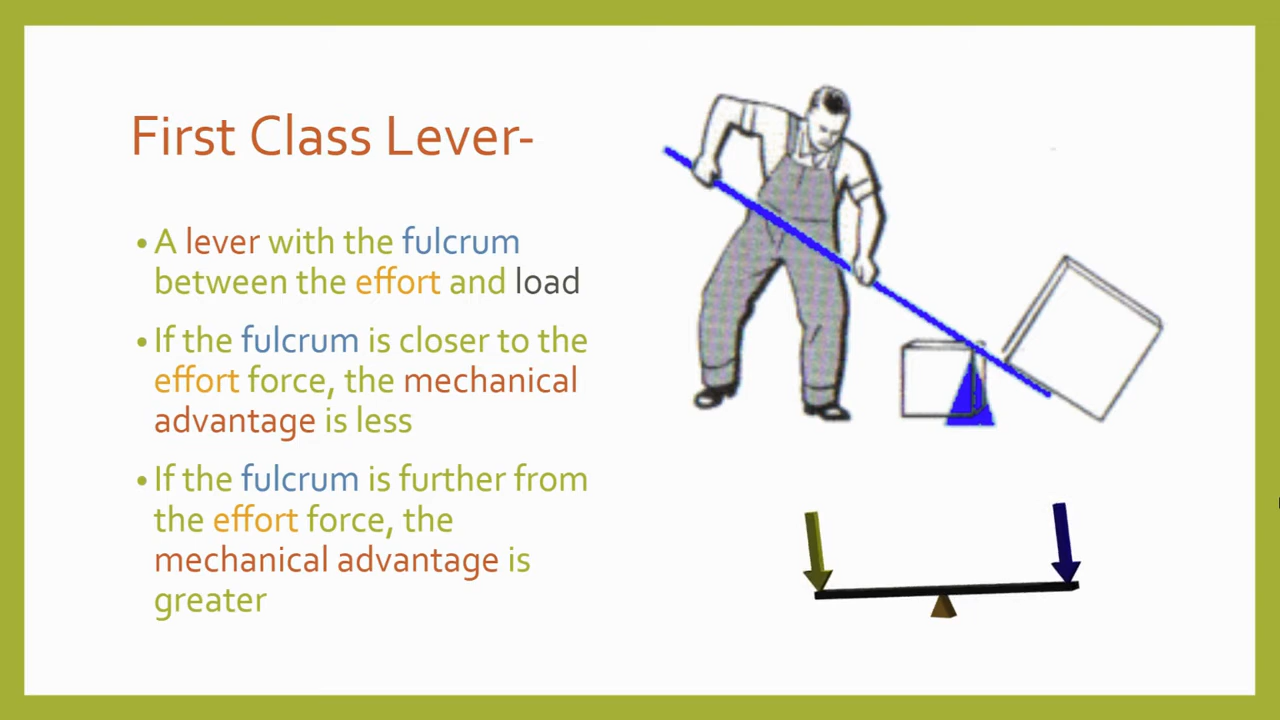 First Class Lever-
• A lever with the fulcrum
between the effort and load
• If the fulcrum is closer to the
effort force, the mechanical
advantage is less
• If the fulcrum is further from
the effort force, the
mechanical advantage is
greater